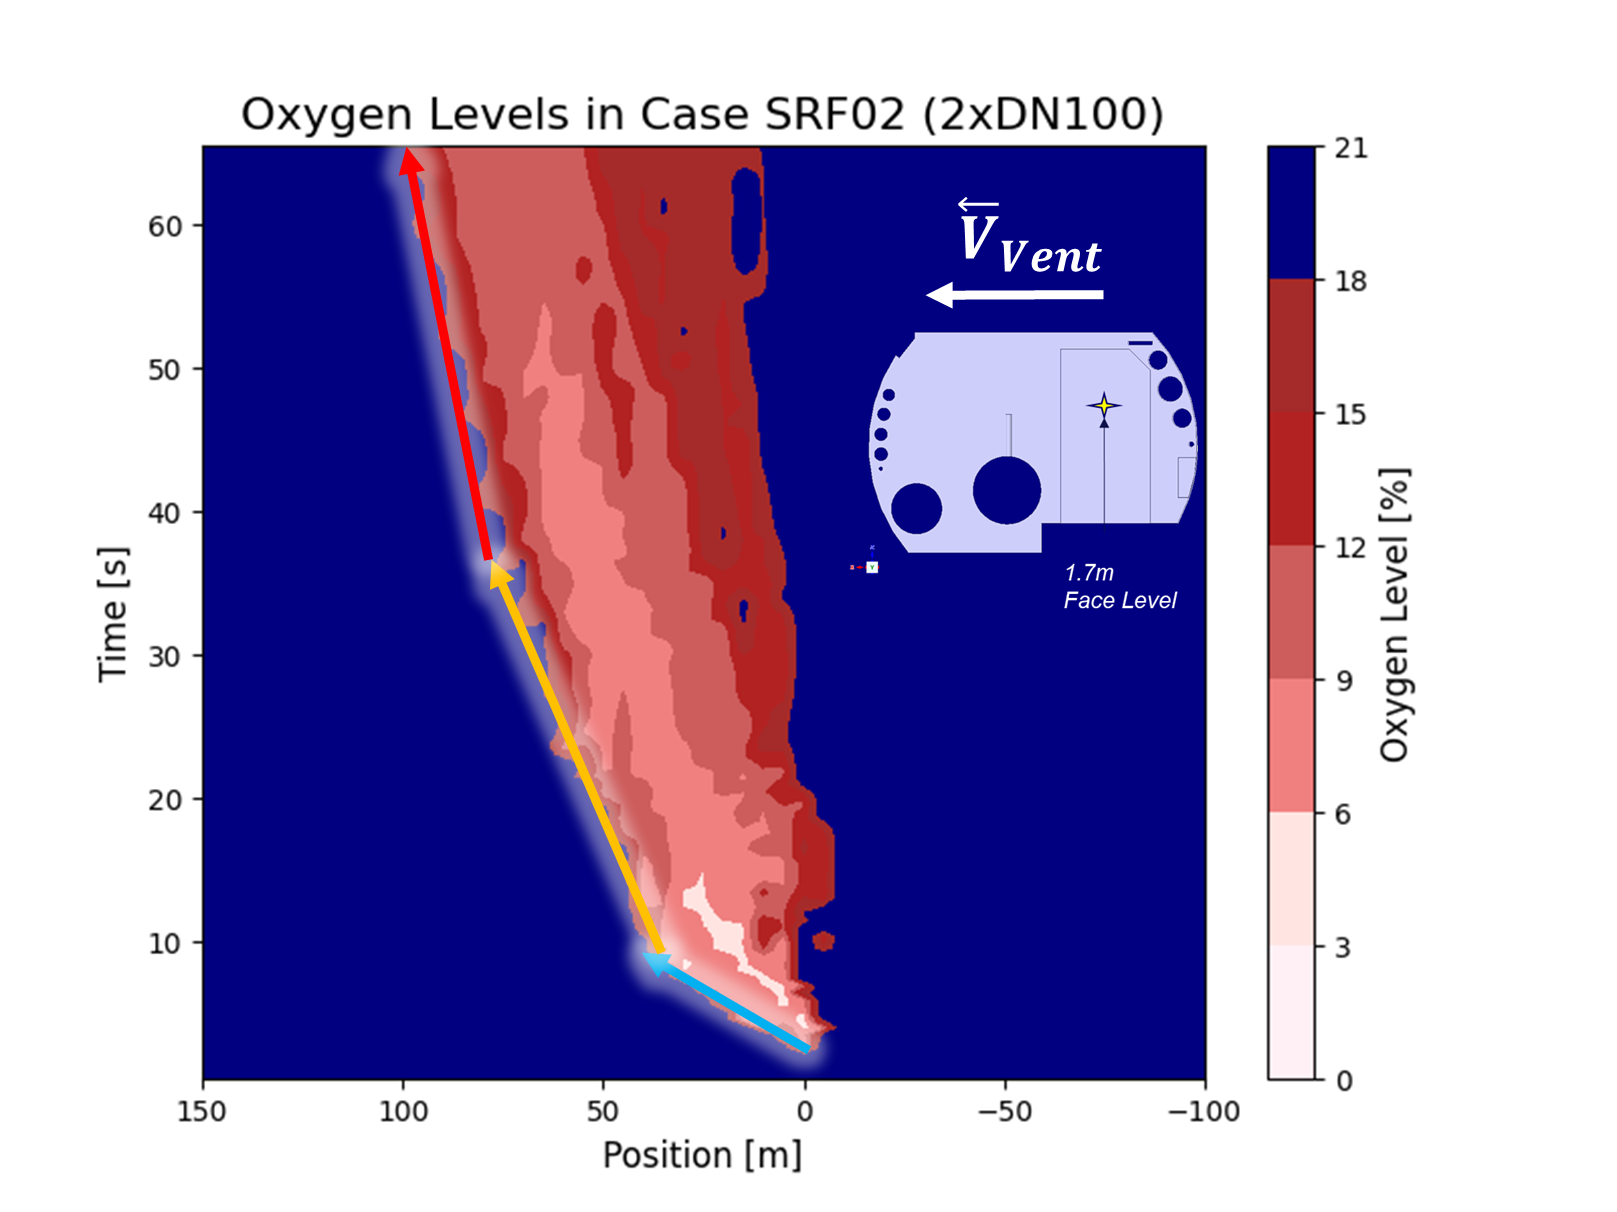 Oxygen Levels in Case SRF02 (2xDN100)
Time [s]
60
50
40
30
20
10
150 100 50 0 −50 −100
Position [m]
V Vent
1.7m
Face Level
21
18
15
12
9
6
3
0
Oxygen Level [%]